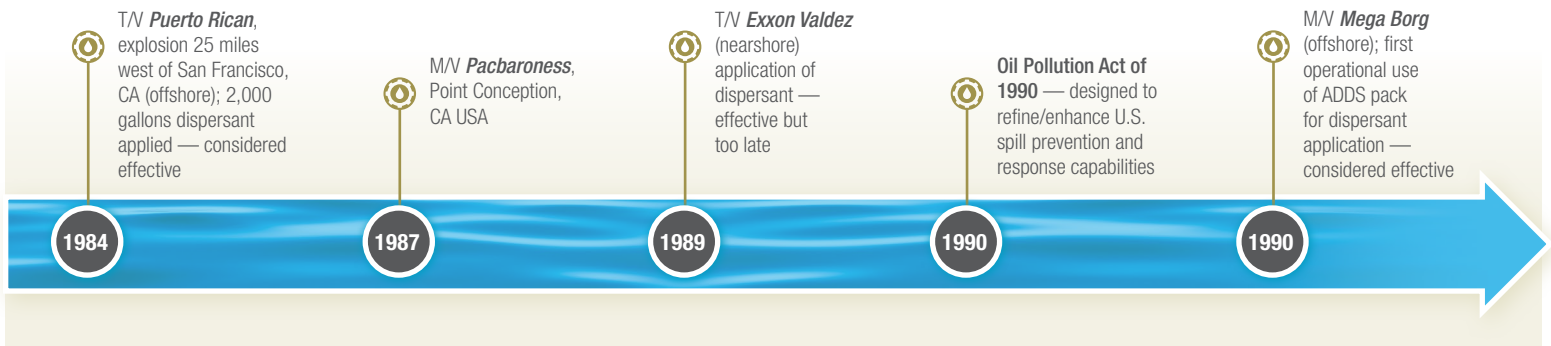 T/V Puerto Rican,
explosion 25 miles
west of San Francisco,
CA (offshore); 2,000
gallons dispersant
applied — considered
effective
1984
M/V Pacbaroness,
Point Conception,
CA USA
1987
T/V Exxon Valdez
(nearshore)
application of
dispersant —
effective but
too late
1989
Oil Pollution Act of
1990 — designed to
refine/enhance U.S.
spill prevention and
response capabilities
1990
M/V Mega Borg
(offshore); first
operational use
of ADDS pack
for dispersant
application —
considered effective
1990